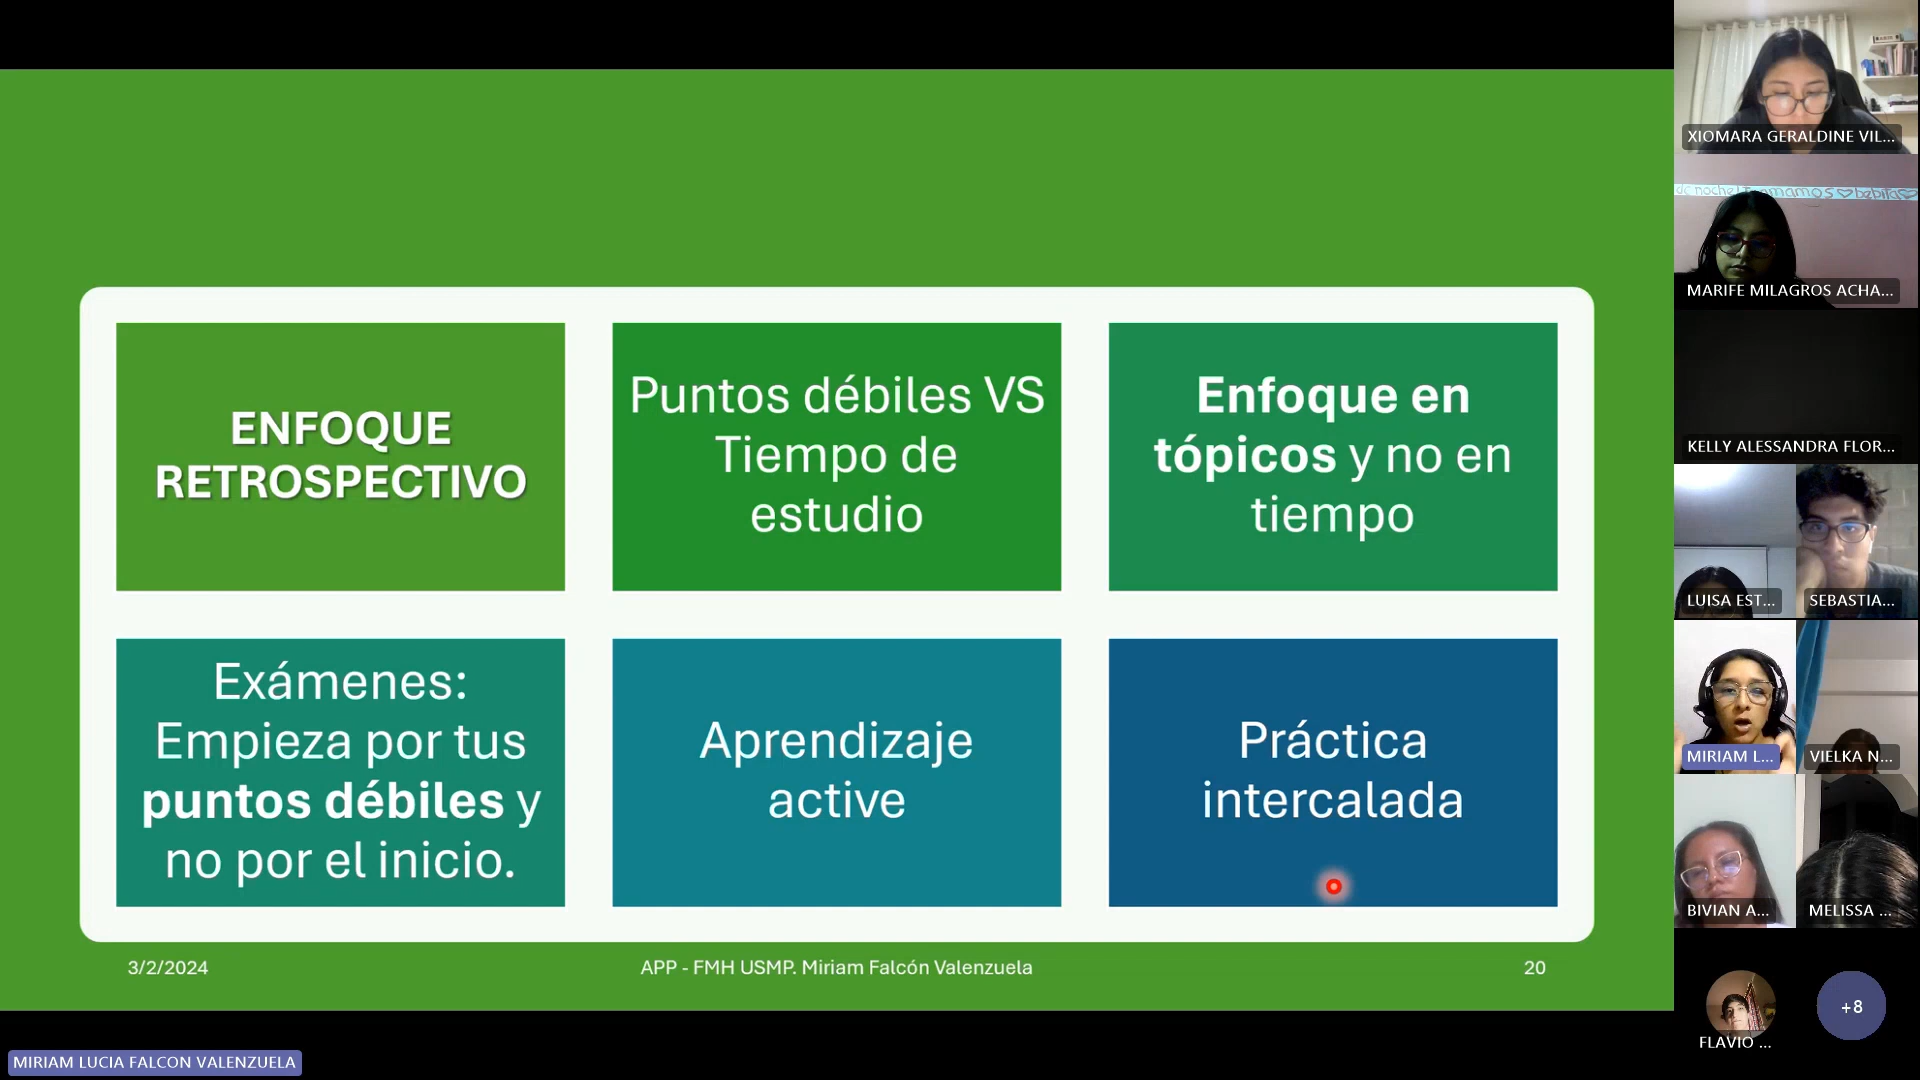 ENFOQUE
RETROSPECTIVO
Puntos débiles VS
Tiempo de
estudio
Enfoque en
tópicos y no en
tiempo
Exámenes:
Empieza por tus
puntos débiles y
no por el inicio.
Aprendizaje
active
Práctica
intercalada
3/2/2024
APP - FMH USMP. Miriam Falcón Valenzuela
20
MIRIAM LUCIA FALCON VALENZUELA
XIOMARA GERALDINE VIL...
MARIFE MILAGROS ACHA...
KELLY ALESSANDRA FLOR...
LUISA EST...
SEBASTIA...
MIRIAM L...
VIELKA N...
BIVIAN A...
MELISSA ...
FLAVIO ...
+8